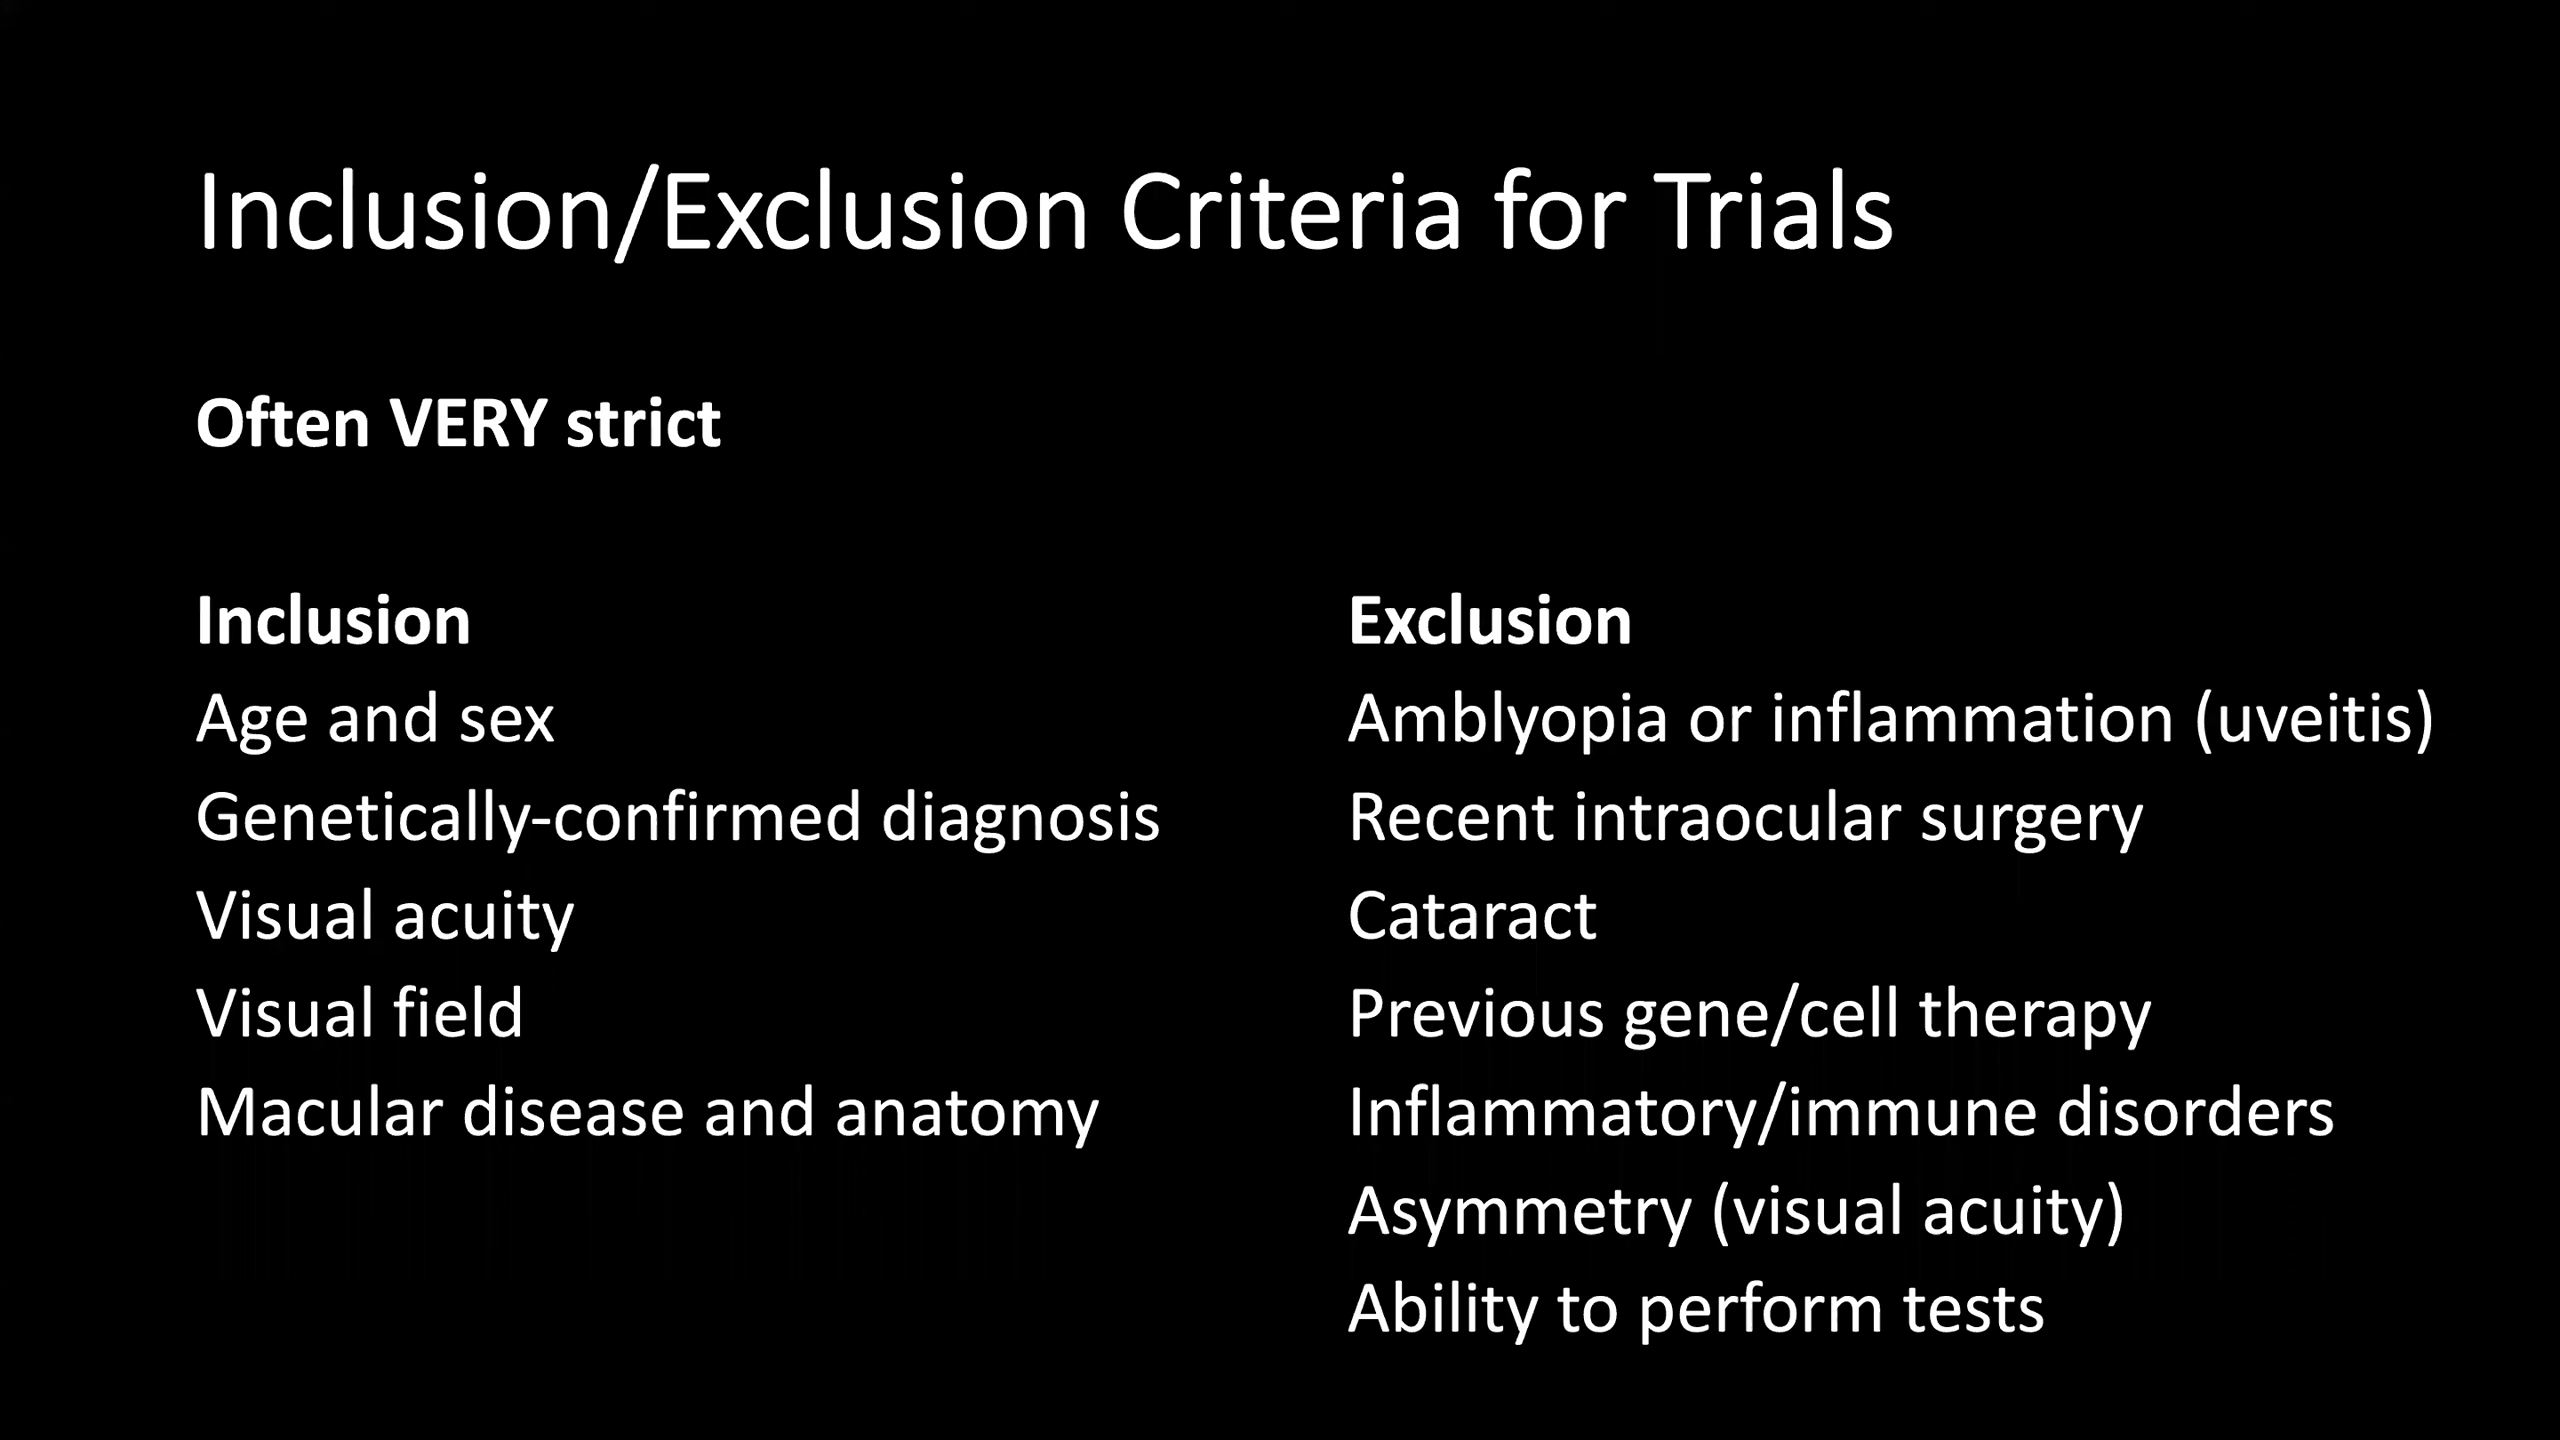 Inclusion/Exclusion Criteria for Trials
Often VERY strict
Inclusion
Age and sex
Genetically-confirmed diagnosis
Visual acuity
Visual field
Macular disease and anatomy
Exclusion
Amblyopia or inflammation (uveitis)
Recent intraocular surgery
Cataract
Previous gene/cell therapy
Inflammatory/immune disorders
Asymmetry (visual acuity)
Ability to perform tests